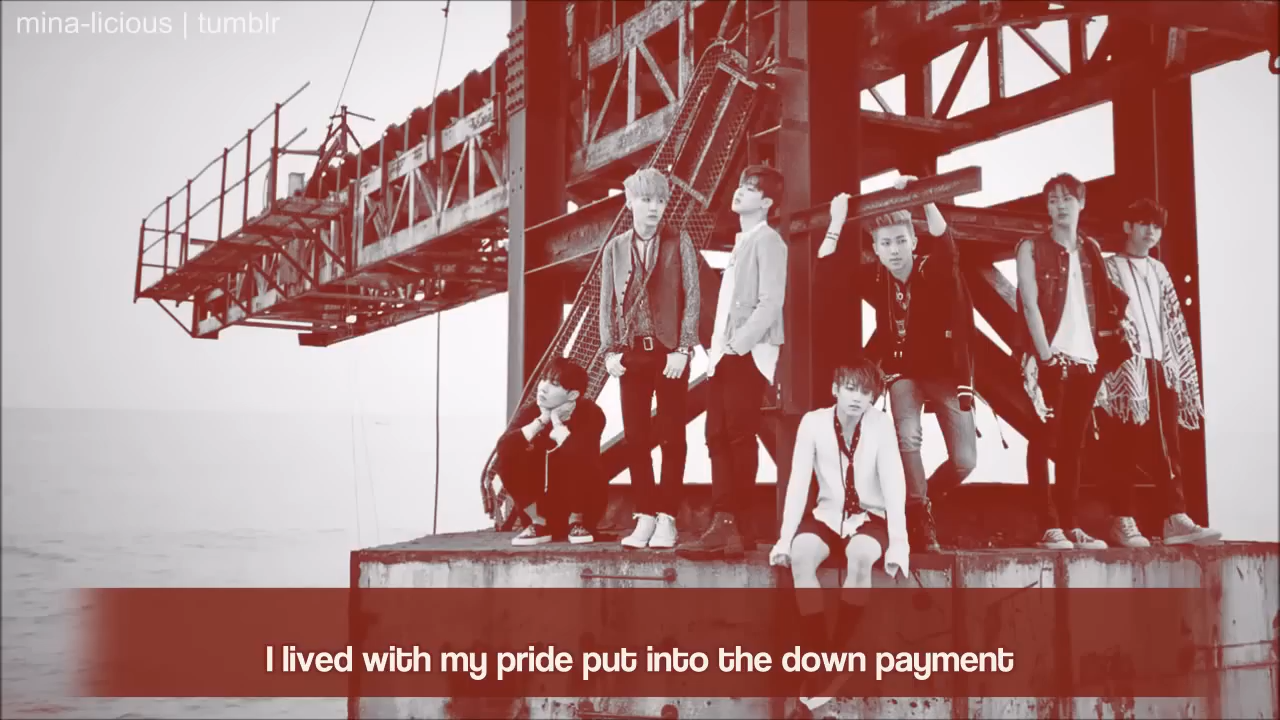 mina-licious | tumblr
I lived with my pride put into the down payment